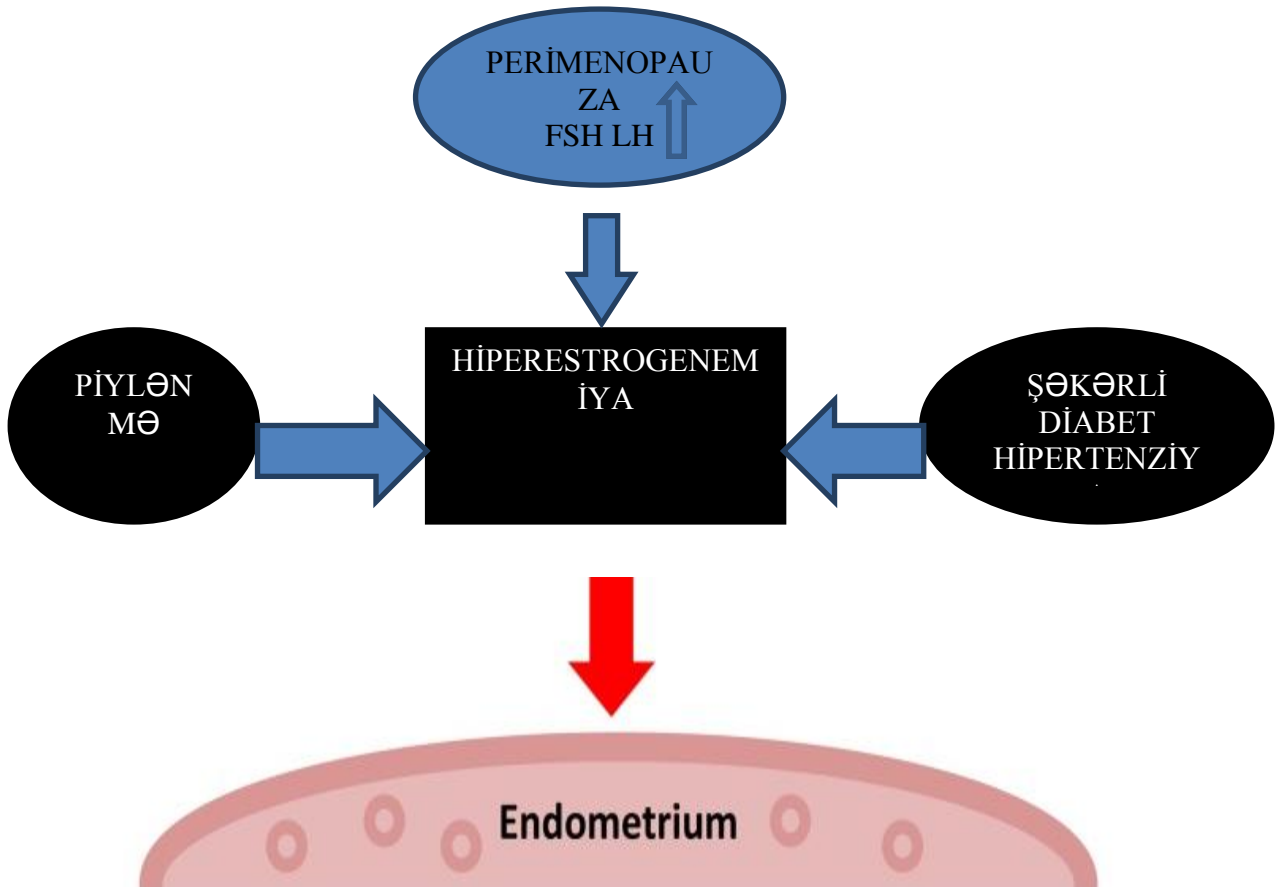 PERİMENOPAU
ZA
FSH LH
PİYLƏN
MƏ
HİPERESTROGENEM
İYA
ŞƏKƏRLİ
DİABET
HİPERTENZİY
Endometrium